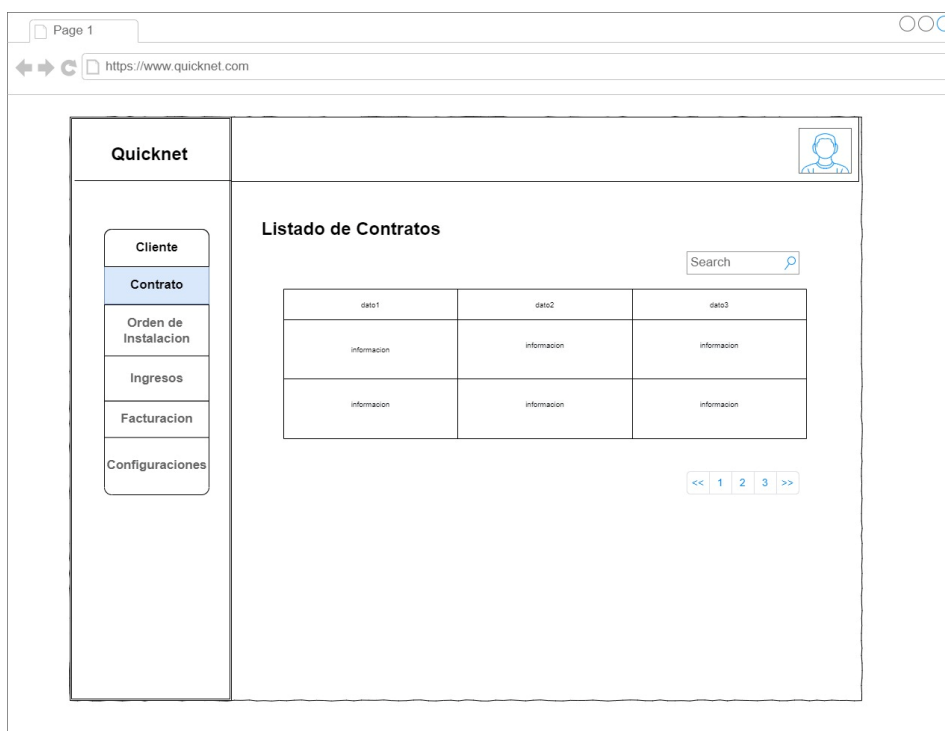 Page 1
https://www.quicknet.com
Quicknet
Cliente
Contrato
Orden de
Instalacion
Ingresos
Facturacion
Configuraciones
Listado de Contratos
Search
dato1 dato2 dato3
informacion informacion informacion
informacion informacion informacion
<< 1 2 3 >>